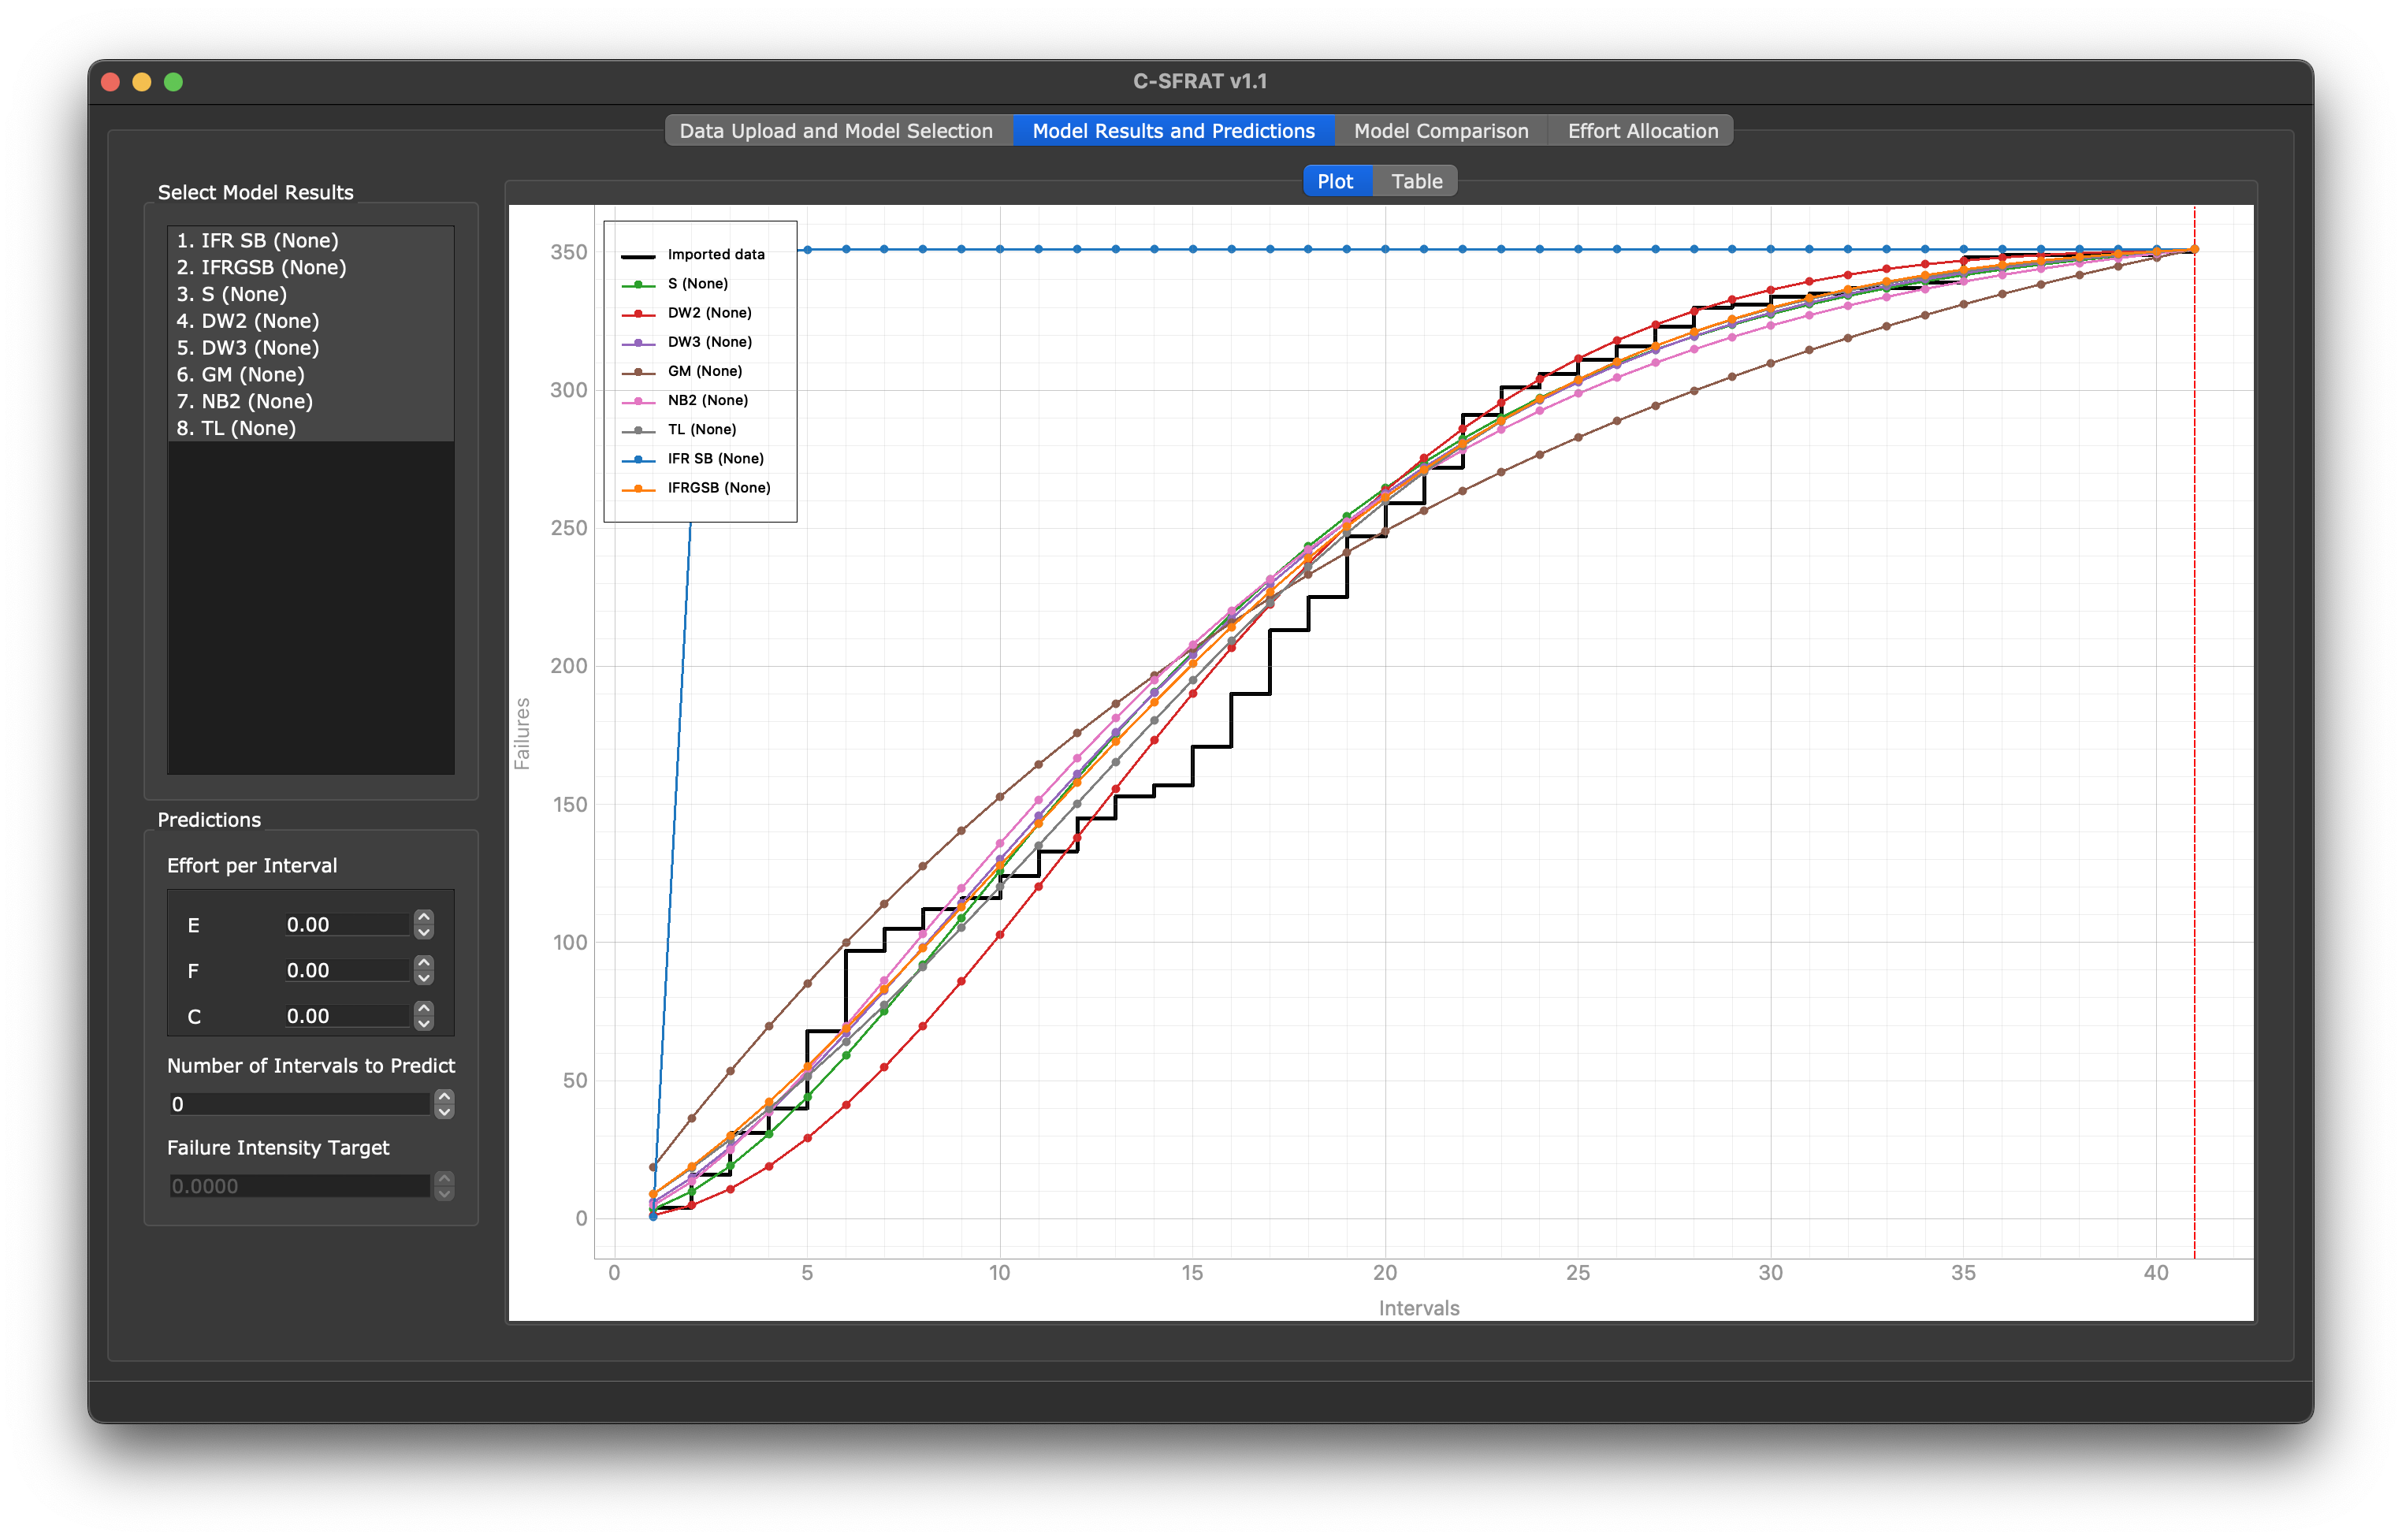 C-SFRAT v1.1
Data Upload and Model Selection
Model Results and Predictions
Model Comparison
Effort Allocation
Plot
Table
Select Model Results
1. IFR SB (None)
2. IFRGSB (None)
3. S (None)
4. DW2 (None)
5. DW3 (None)
6. GM (None)
7. NB2 (None)
8. TL (None)
Predictions
Effort per Interval
E 0.00
F 0.00
C 0.00
Number of Intervals to Predict
0
Failure Intensity Target
0.0000
Imported data
S (None)
DW2 (None)
DW3 (None)
GM (None)
NB2 (None)
TL (None)
IFR SB (None)
IFRGSB (None)
Failures
350
300
250
200
150
100
50
0
0 5 10 15 20 25 30 35 40
Intervals